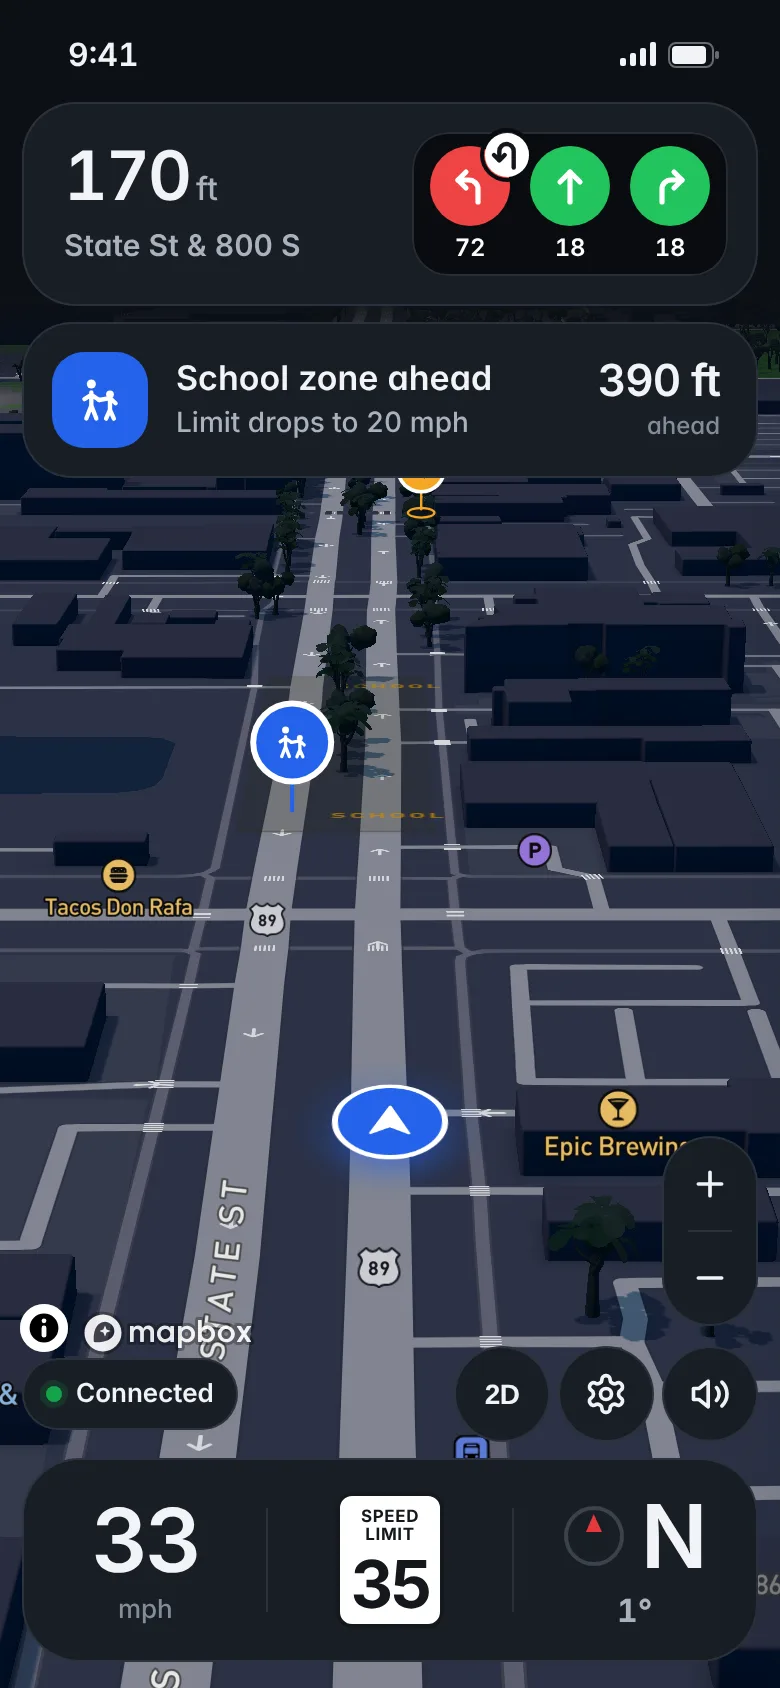 9:41
170 ft
State St & 800 S
72 18 18
School zone ahead
Limit drops to 20 mph
390 ft
ahead
SCHOOL
SCHOOL
P
Tacos Don Rafa
89
Epic Brewing
STATE ST
89
mapbox
&
Connected
2D
33
mph
SPEED
LIMIT
35
N
1°
86
S